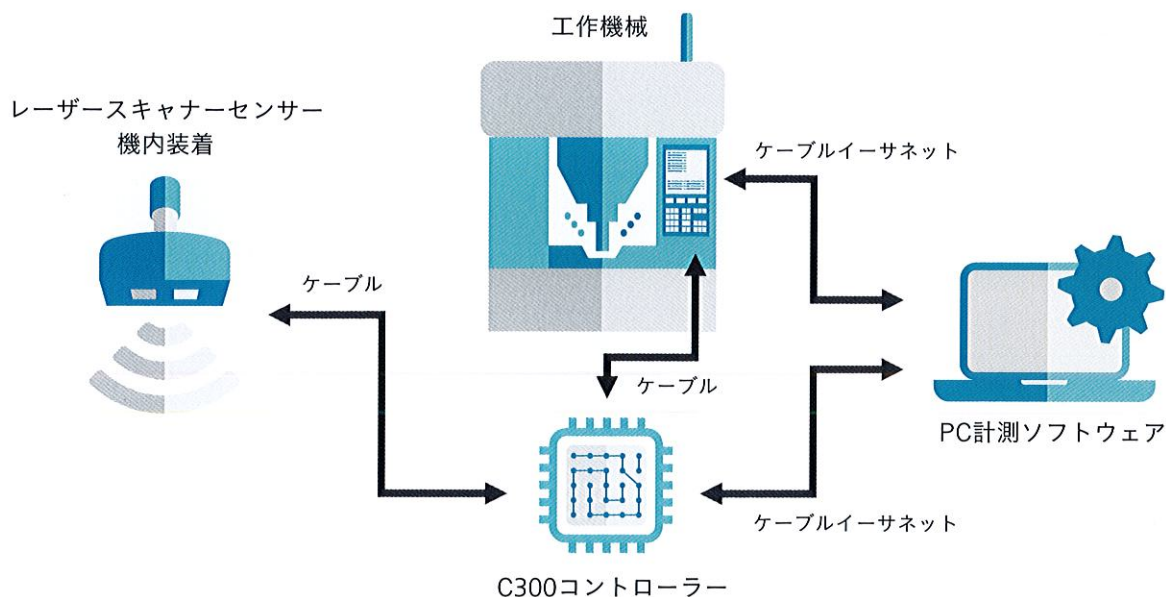 工作機械
レーザースキャナーセンサー
機内装着
ケーブルイーサネット
ケーブル
ケーブル
PC計測ソフトウェア
ケーブルイーサネット
C300コントローラー